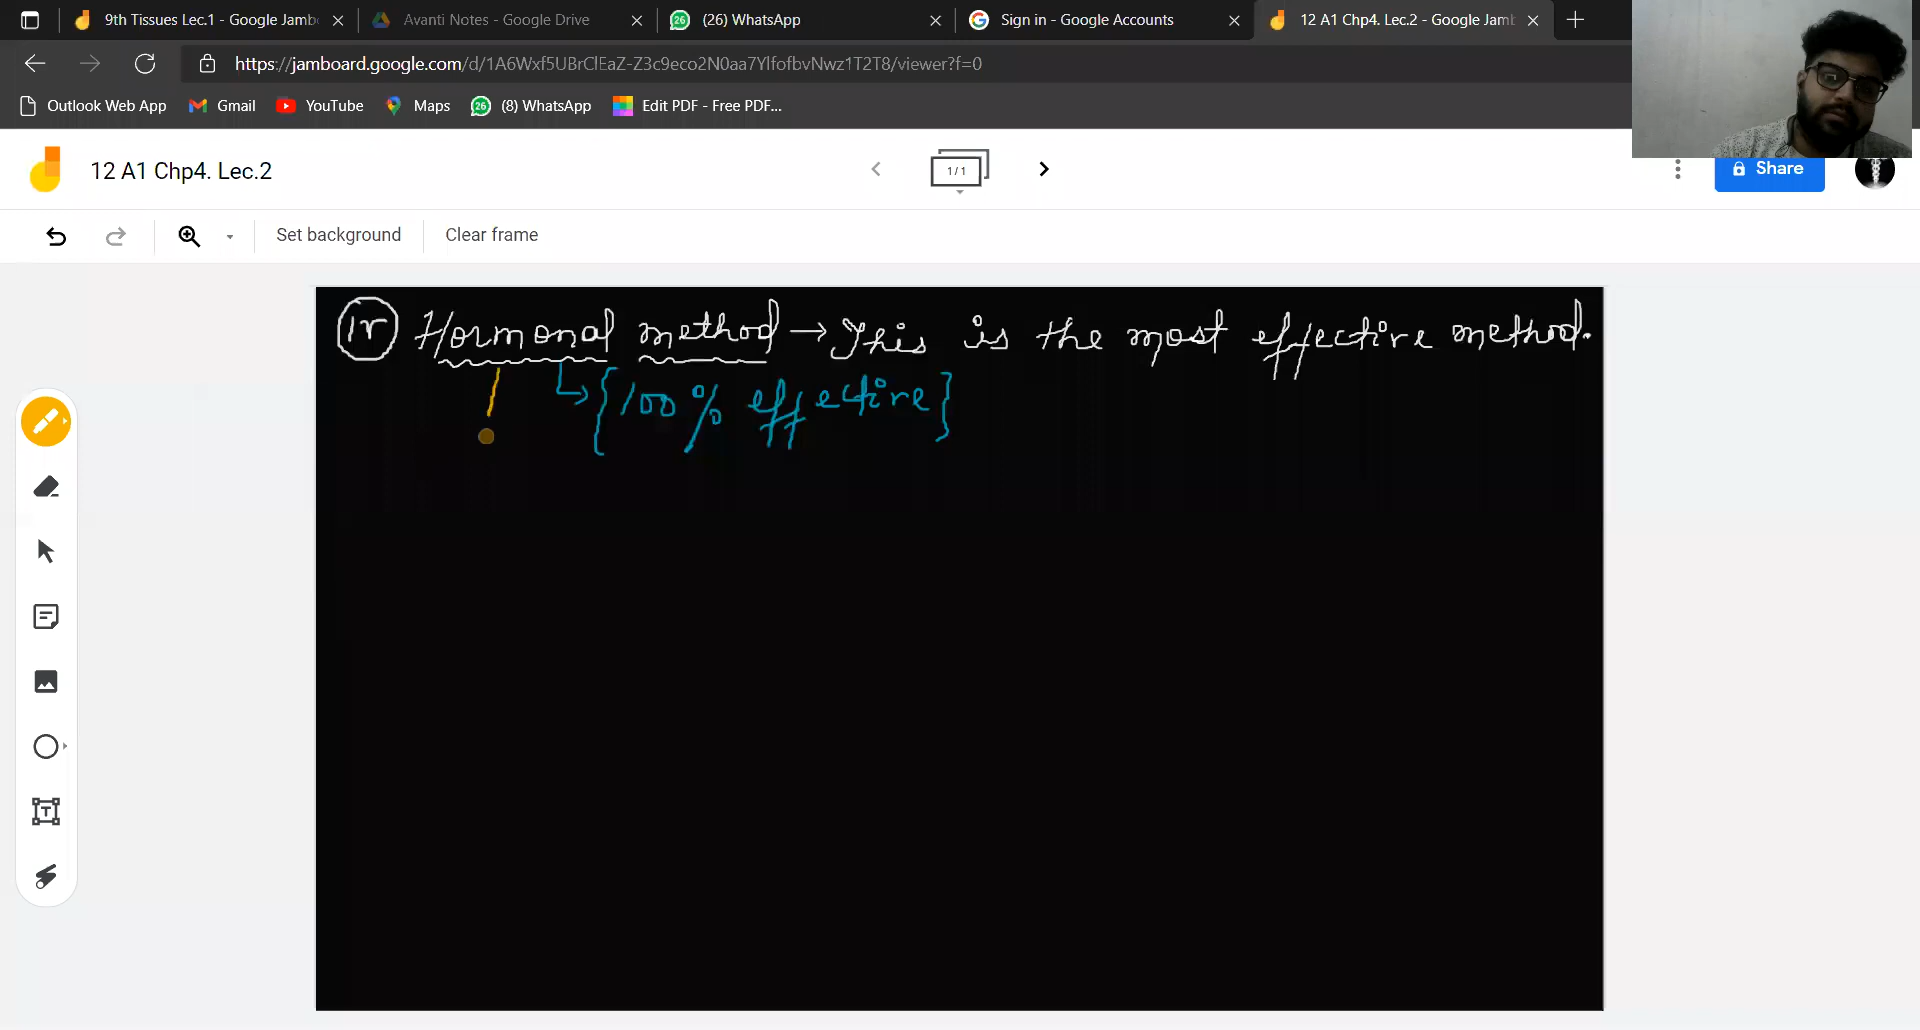 9th Tissues Lec.1 - Google Jambo
Avanti Notes - Google Drive
26 (26) WhatsApp
Sign in - Google Accounts
12 A1 Chp4. Lec.2 - Google Jamb
https://jamboard.google.com/d/1A6Wxf5UBrClEaZ-Z3c9eco2N0aa7YlfofbvNwz1T2T8/viewer?f=0
Outlook Web App
Gmail
YouTube
Maps
26 (8) WhatsApp
Edit PDF - Free PDF...
12 A1 Chp4. Lec.2
1/1
Share
Set background
Clear frame
iv Hormonal method → This is the most effective method.
{100 % effective}